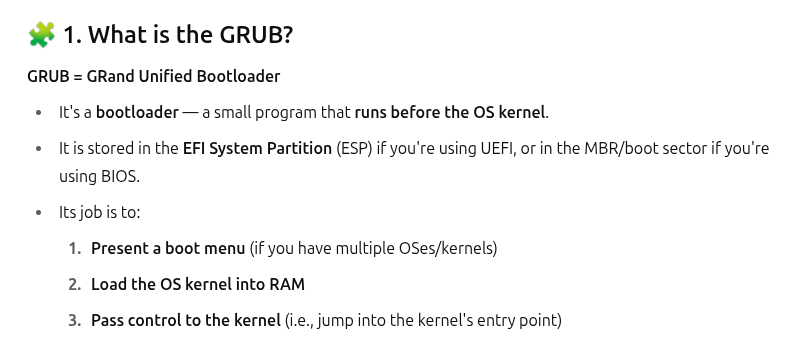 🧩 1. What is the GRUB?
GRUB = GRand Unified Bootloader
• It's a bootloader — a small program that runs before the OS kernel.
• It is stored in the EFI System Partition (ESP) if you're using UEFI, or in the MBR/boot sector if you're
using BIOS.
• Its job is to:
1. Present a boot menu (if you have multiple OSes/kernels)
2. Load the OS kernel into RAM
3. Pass control to the kernel (i.e., jump into the kernel's entry point)